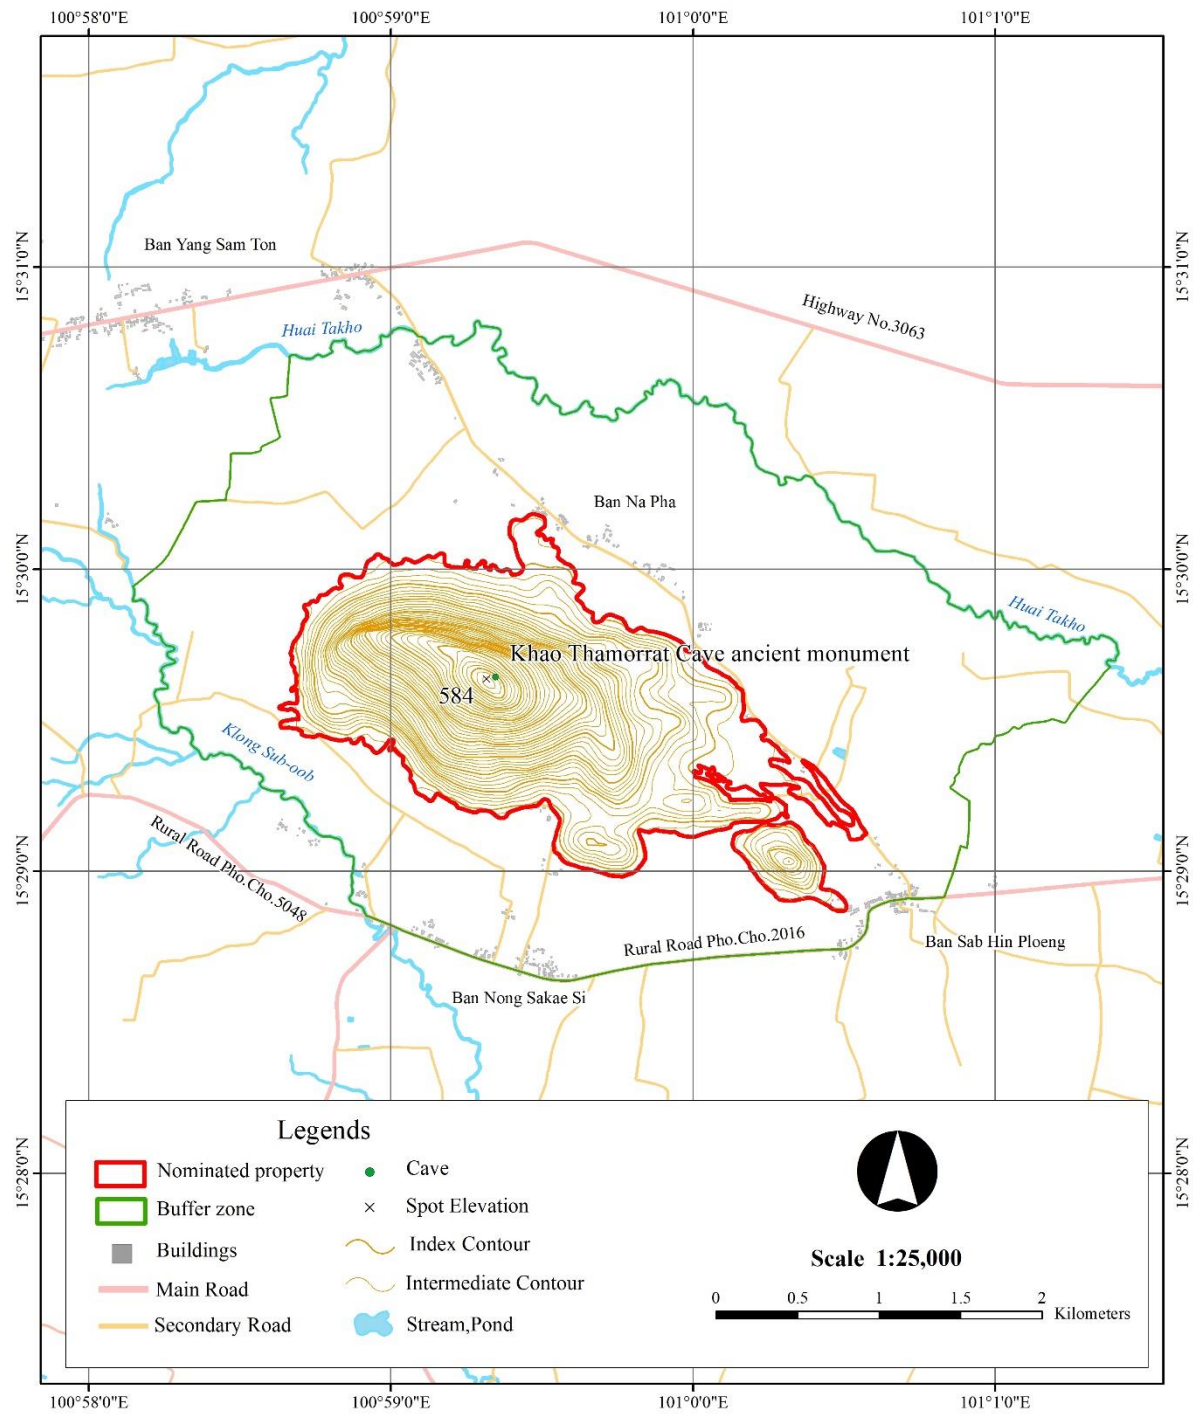 100°58'0"E 100°59'0"E 101°0'0"E 101°1'0"E
Ban Yang Sam Ton
15°31'0"N 15°31'0"N
Highway No.3063
Huai Takho
Ban Na Pha
15°30'0"N 15°30'0"N
Huai Takho
Khao Thamorrat Cave ancient monument
584
Klong Sub-oob
Rural Road Pho.Cho.5048
15°29'0"N 15°29'0"N
Rural Road Pho.Cho.2016
Ban Sab Hin Ploeng
Ban Nong Sakae Si
Legends
Nominated property
Buffer zone
Buildings
Main Road
Secondary Road
Cave
Spot Elevation
Index Contour
Intermediate Contour
Stream,Pond
15°28'0"N 15°28'0"N
Scale 1:25,000
0 0.5 1 1.5 2
Kilometers
100°58'0"E 100°59'0"E 101°0'0"E 101°1'0"E